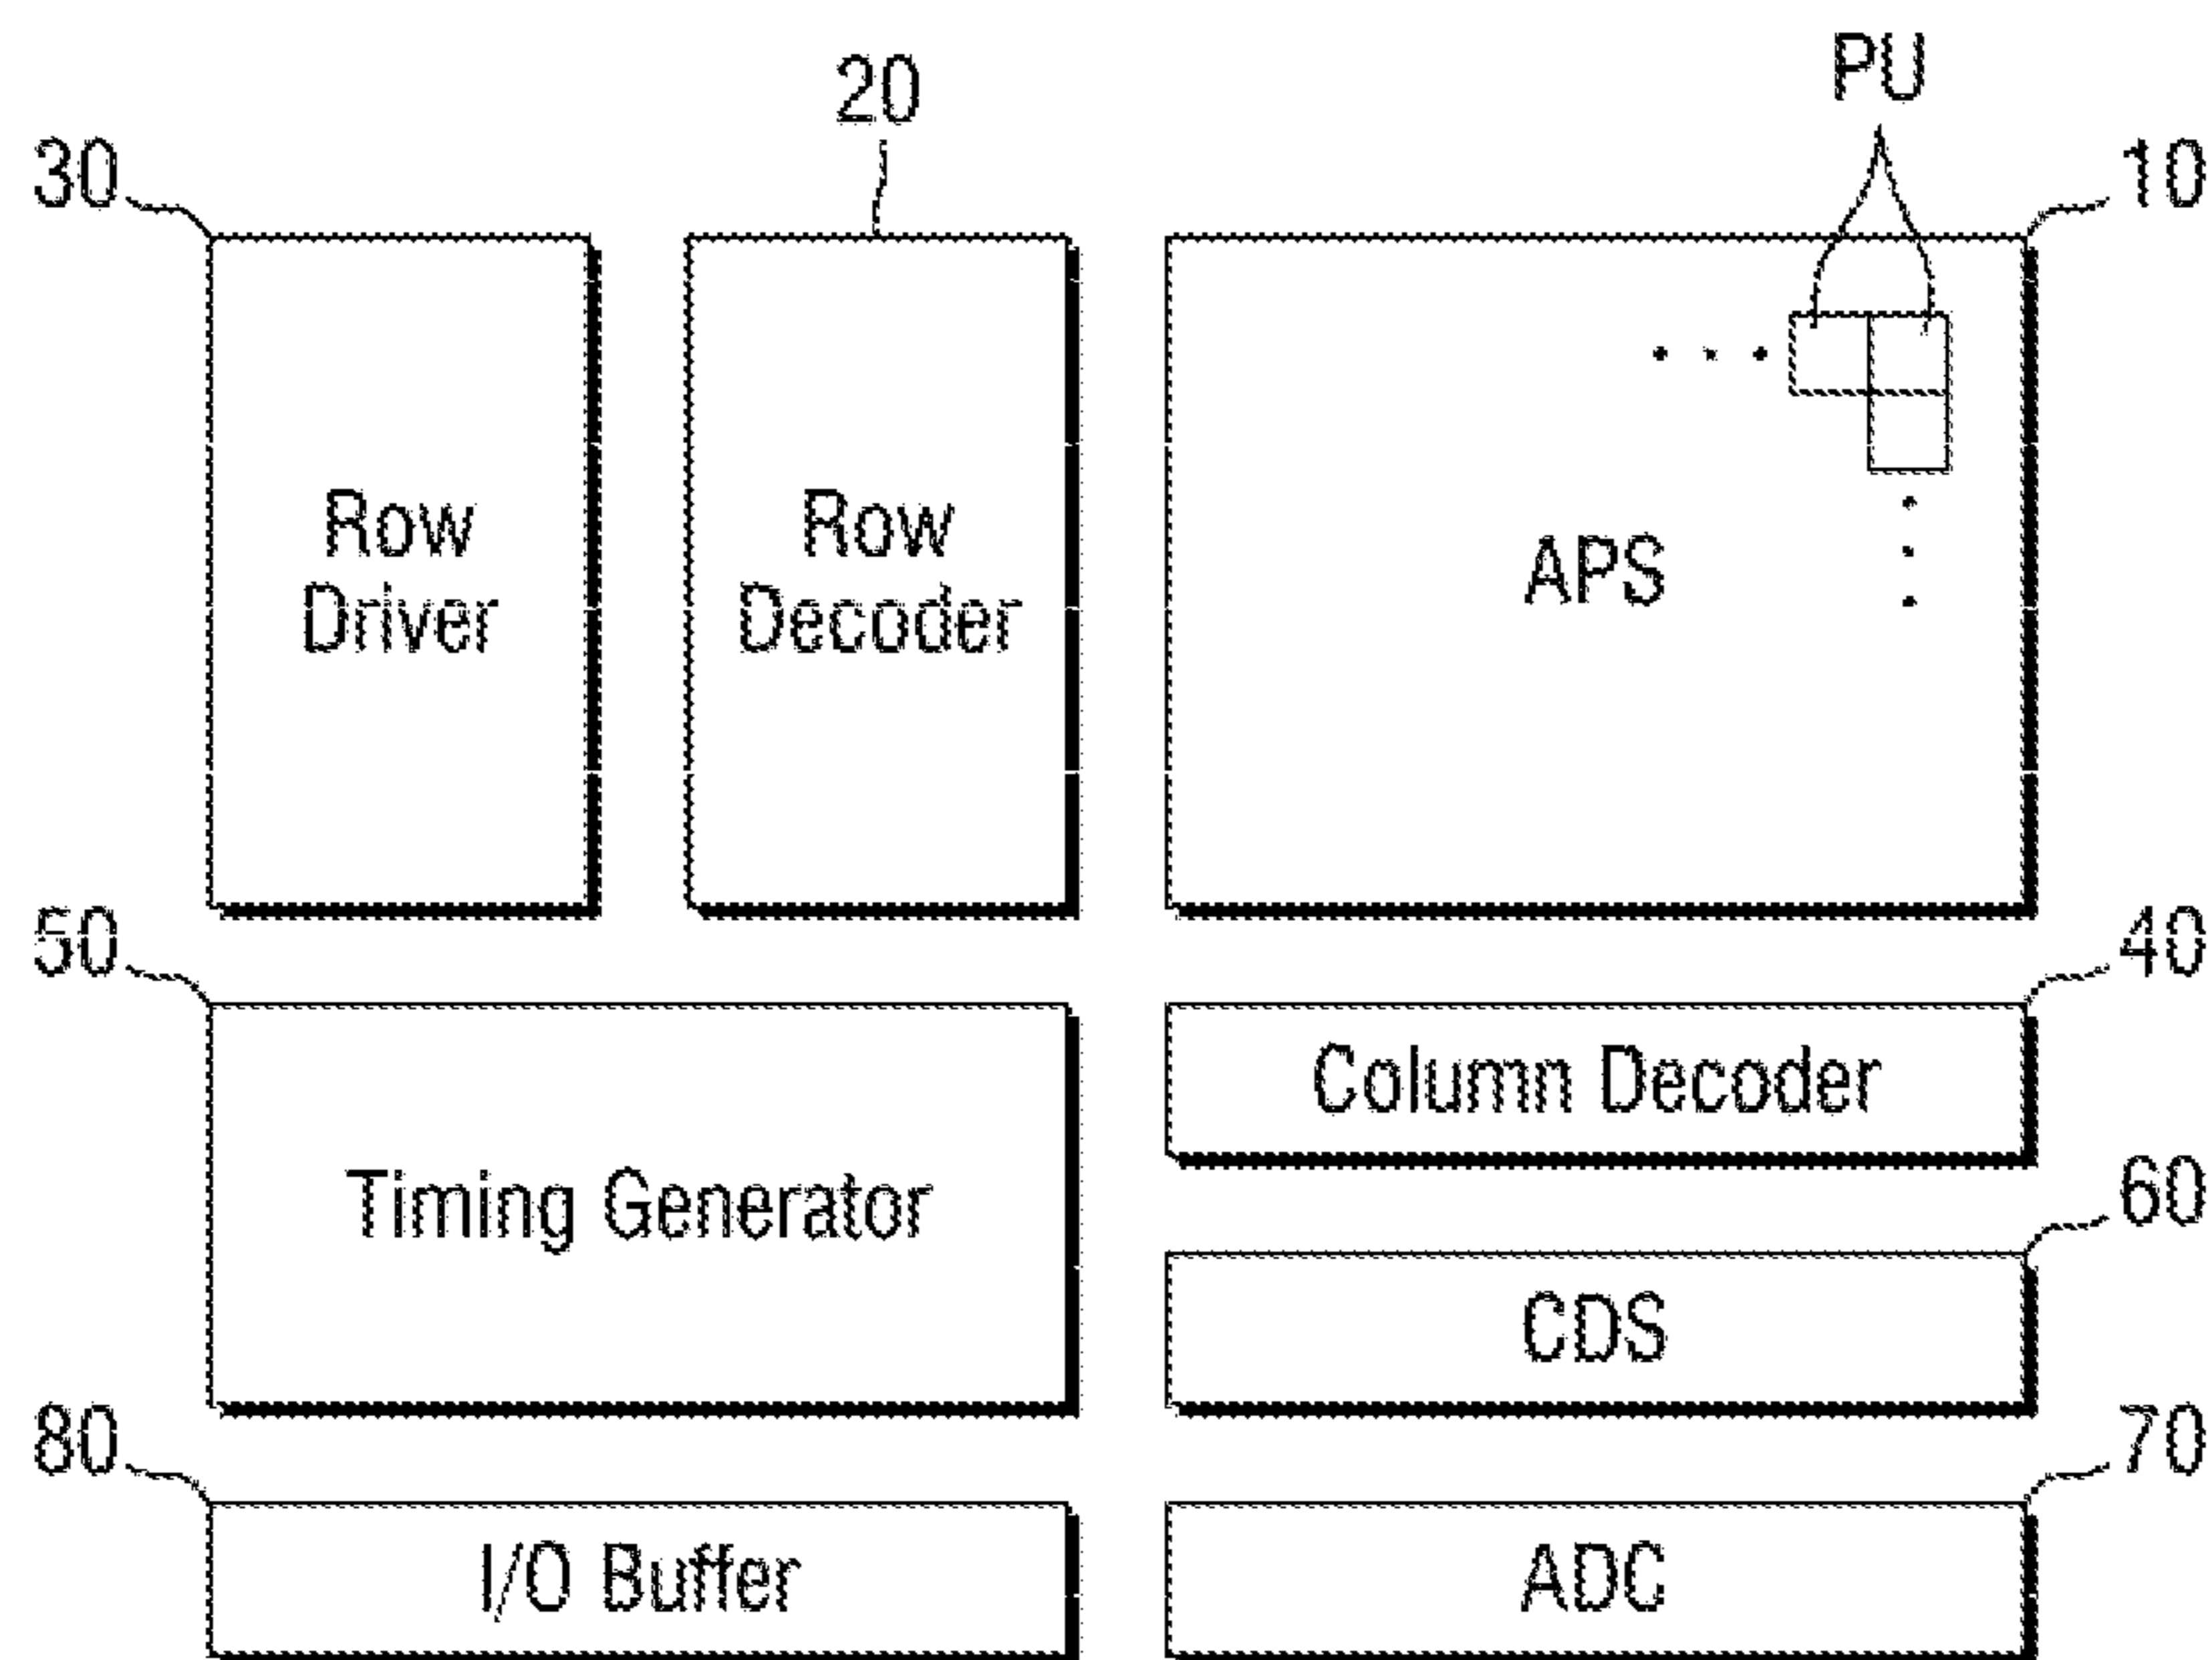 PU
20
30
10
Row
Driver
Row
Decoder
APS
50
40
Column Decoder
Timing Generator
60
CDS
80
70
I/O Buffer
ADC